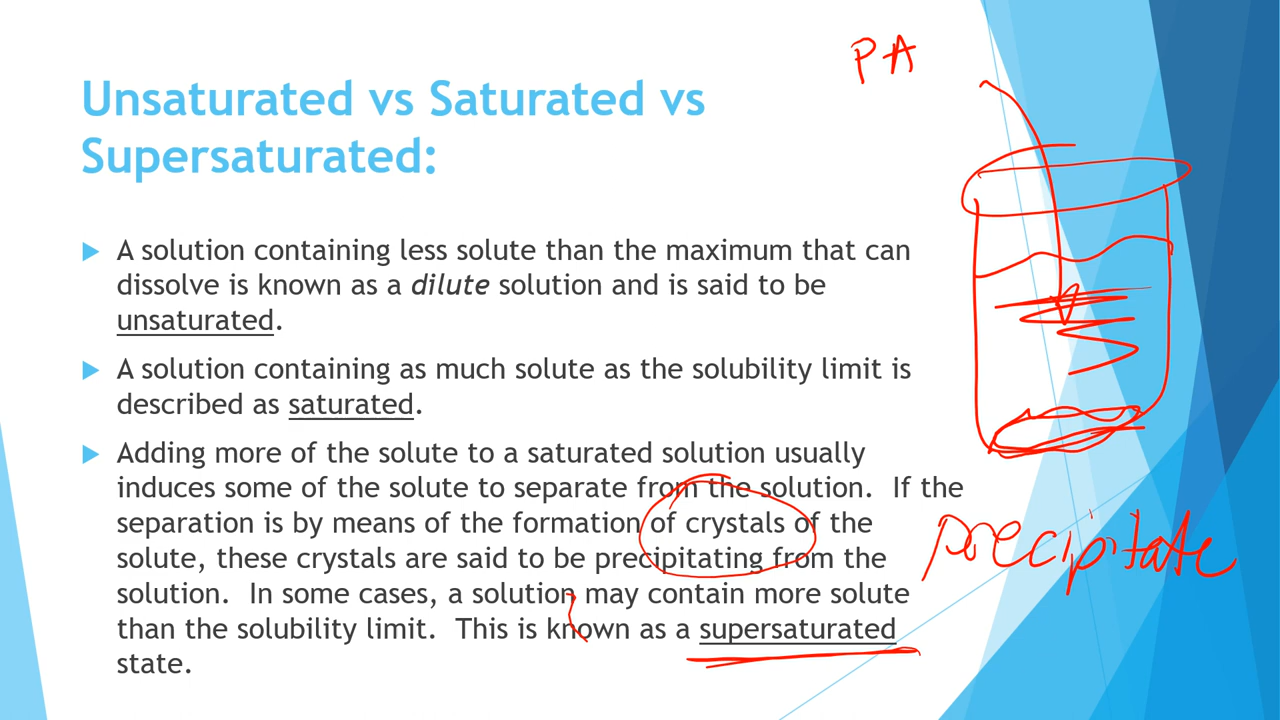 PA
Unsaturated vs Saturated vs
Supersaturated:
A solution containing less solute than the maximum that can
dissolve is known as a dilute solution and is said to be
unsaturated.
A solution containing as much solute as the solubility limit is
described as saturated.
Adding more of the solute to a saturated solution usually
induces some of the solute to separate from the solution.  If the
separation is by means of the formation of crystals of the
solute, these crystals are said to be precipitating from the
solution.  In some cases, a solution may contain more solute
than the solubility limit.  This is known as a supersaturated
state.
precipitate